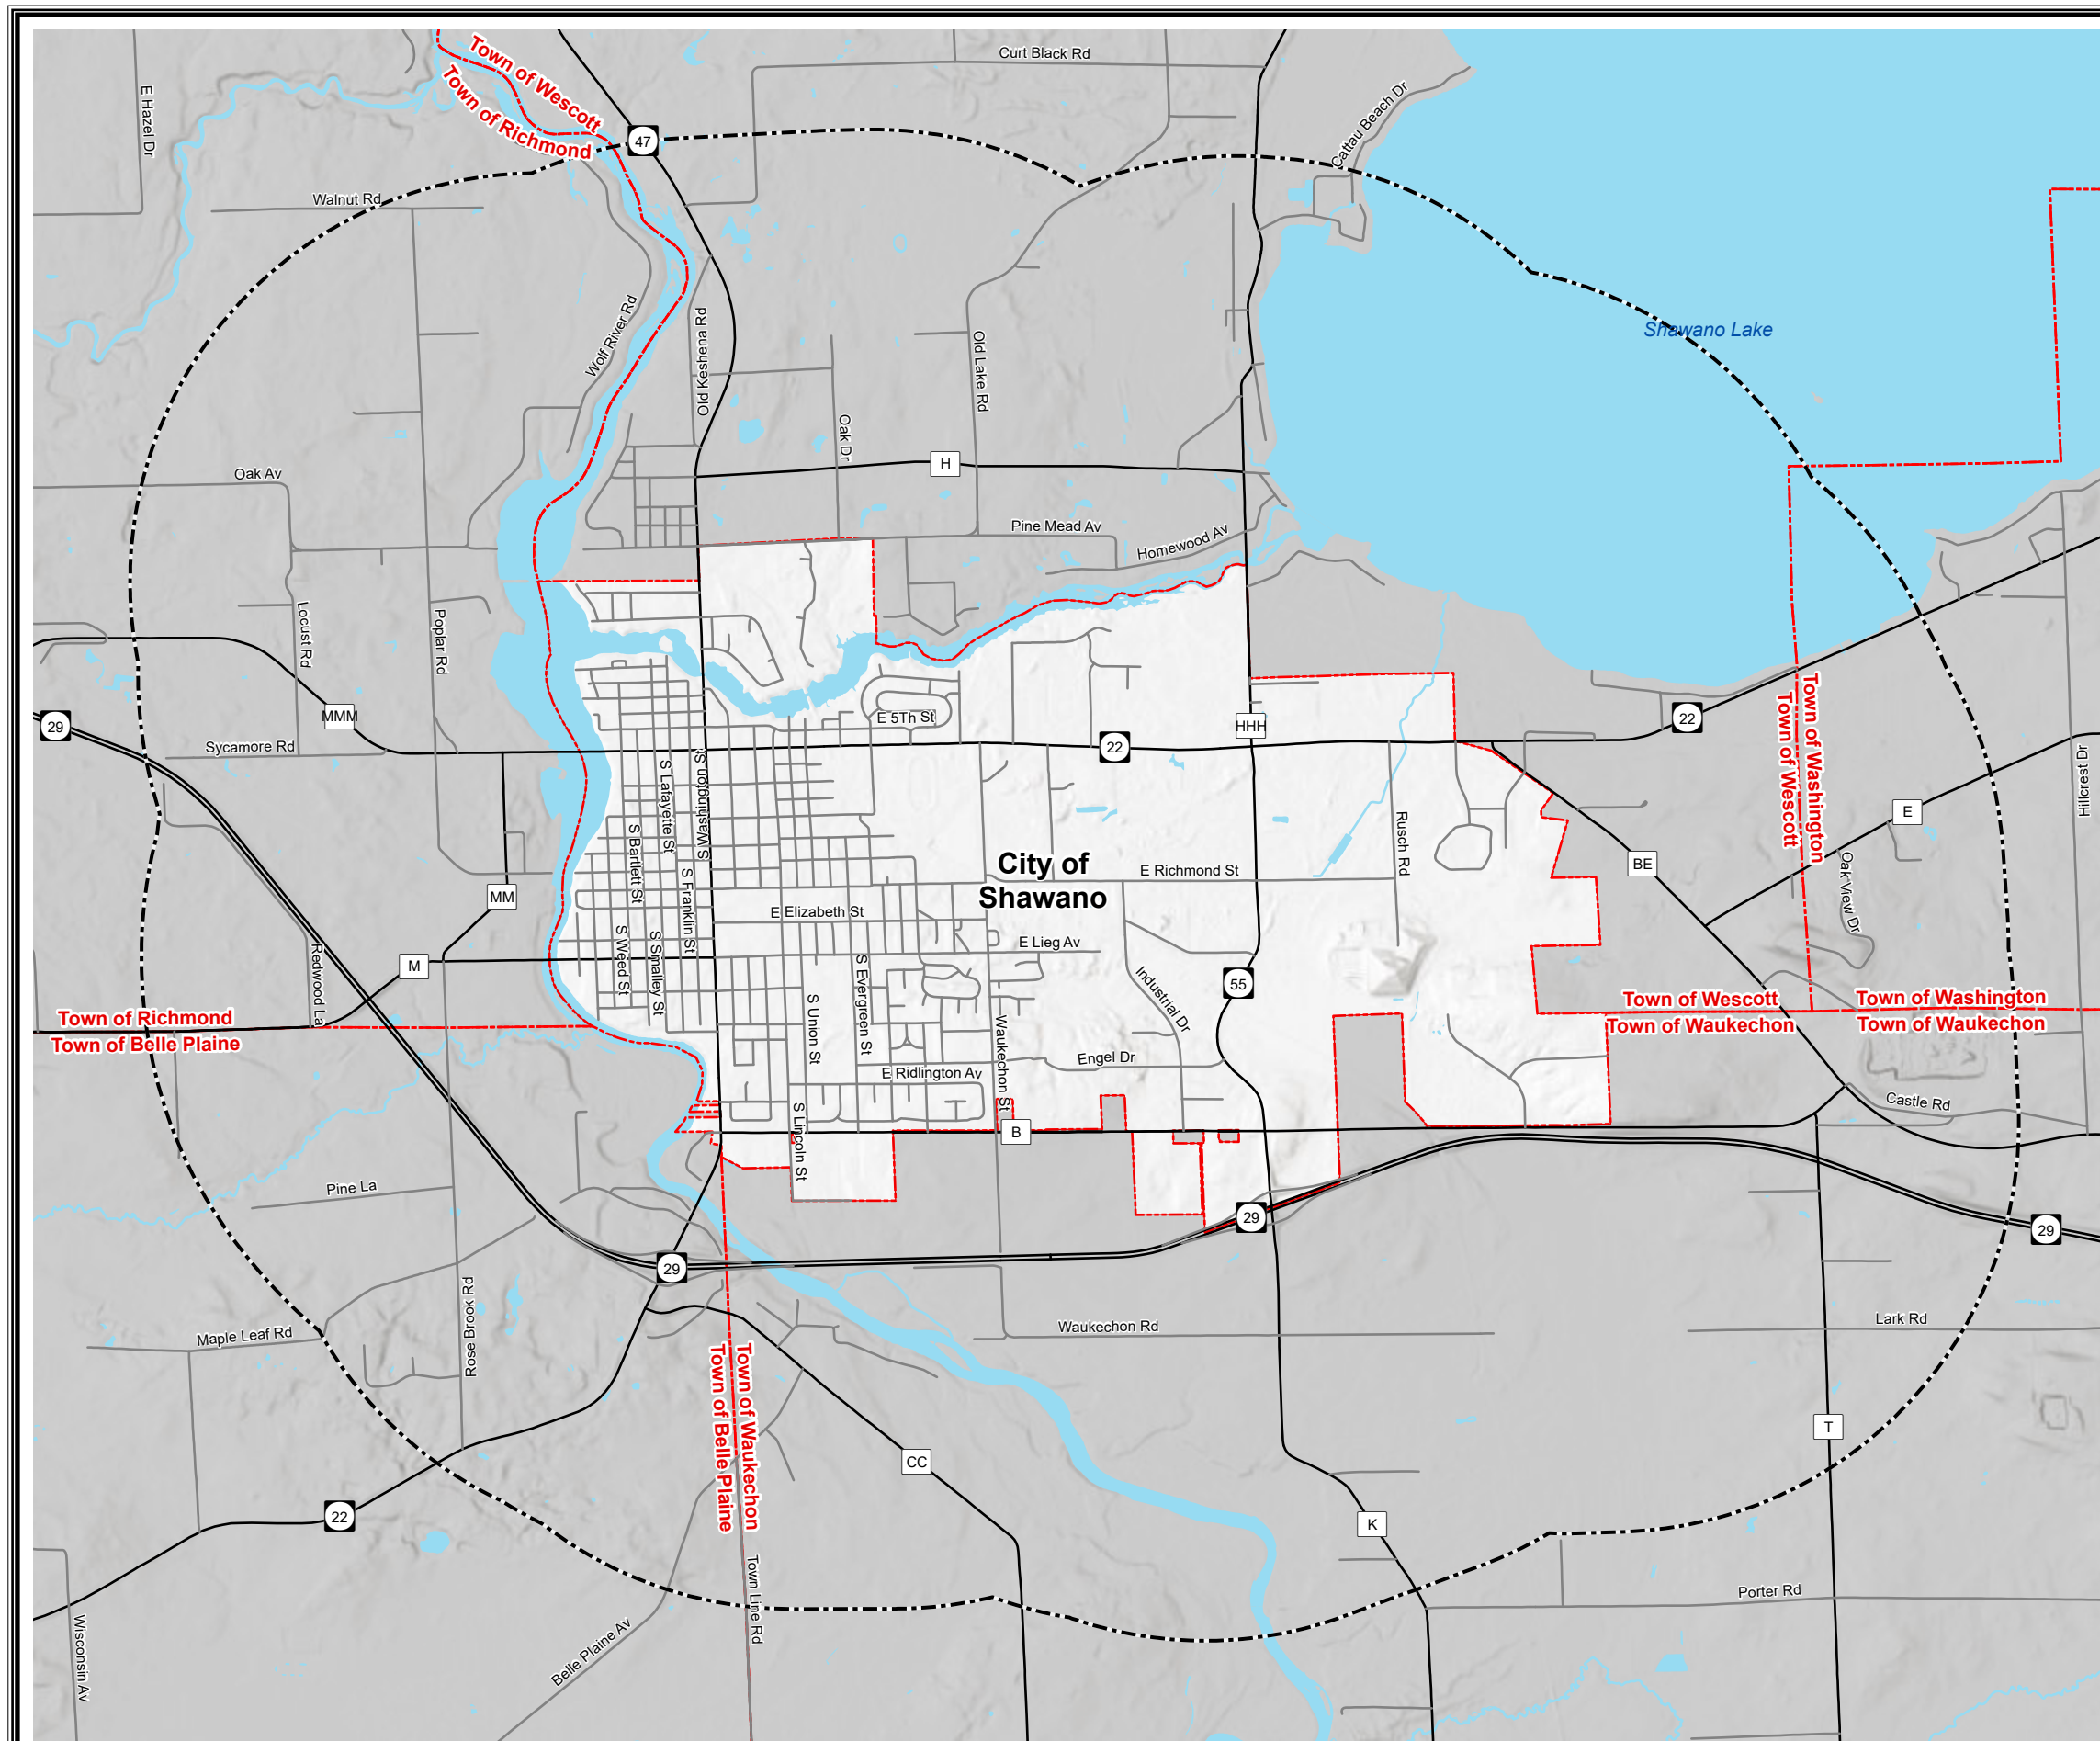 Town of Wescott
Town of Richmond
47
Curt Black Rd
E Hazel Dr
Cattau Beach Dr
Walnut Rd
Wolf River Rd
Old Keshena Rd
Old Lake Rd
Oak Dr
Shawano Lake
H
Oak Av
Pine Mead Av
Homewood Av
Locust Rd
Poplar Rd
MMM
29
Sycamore Rd
E 5Th St
22
HHH
22
Town of Washington
Town of Wescott
Hillcrest Dr
E
S Lafayette St
S Washington St
S Bartlett St
S Franklin St
City of
Shawano
E Richmond St
Rusch Rd
BE
Oak View Dr
MM
E Elizabeth St
E Lieg Av
S Weed St
S Smalley St
S Evergreen St
S Union St
Industrial Dr
55
M
Redwood La
Town of Richmond
Town of Belle Plaine
Town of Wescott
Town of Waukechon
Town of Washington
Town of Waukechon
Waukechon St
Engel Dr
E Ridlington Av
S Lincoln St
B
Castle Rd
Pine La
29
29
29
Rose Brook Rd
Maple Leaf Rd
Waukechon Rd
Lark Rd
Town of Waukechon
Town of Belle Plaine
CC
T
22
K
Town Line Rd
Belle Plaine Av
Porter Rd
Wisconsin Av